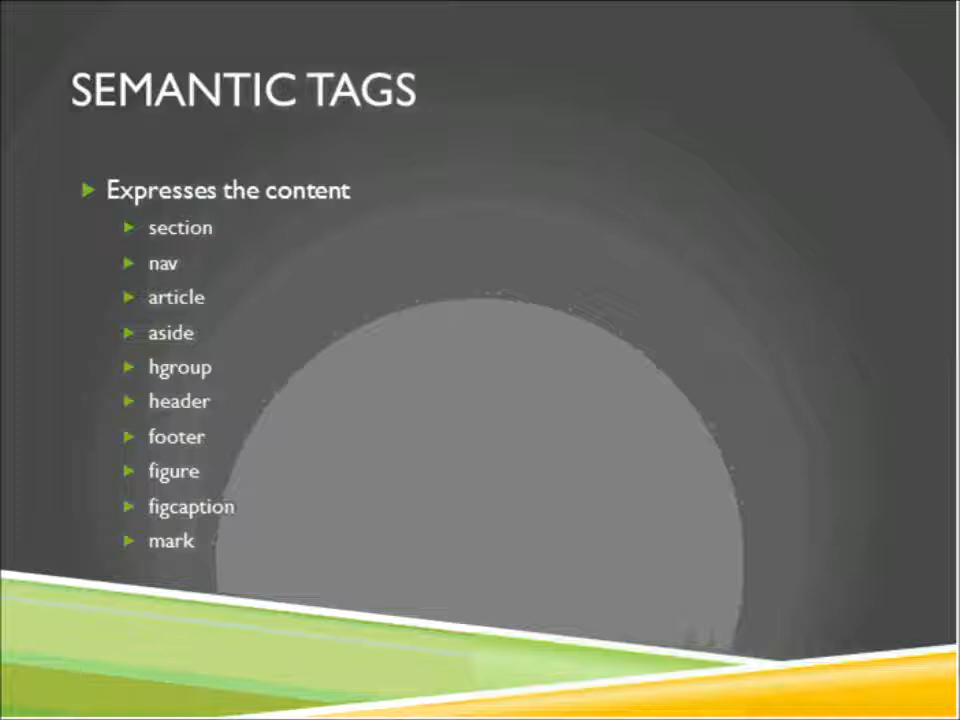 SEMANTIC TAGS
Expresses the content
section
nav
article
aside
hgroup
header
footer
figure
figcaption
mark